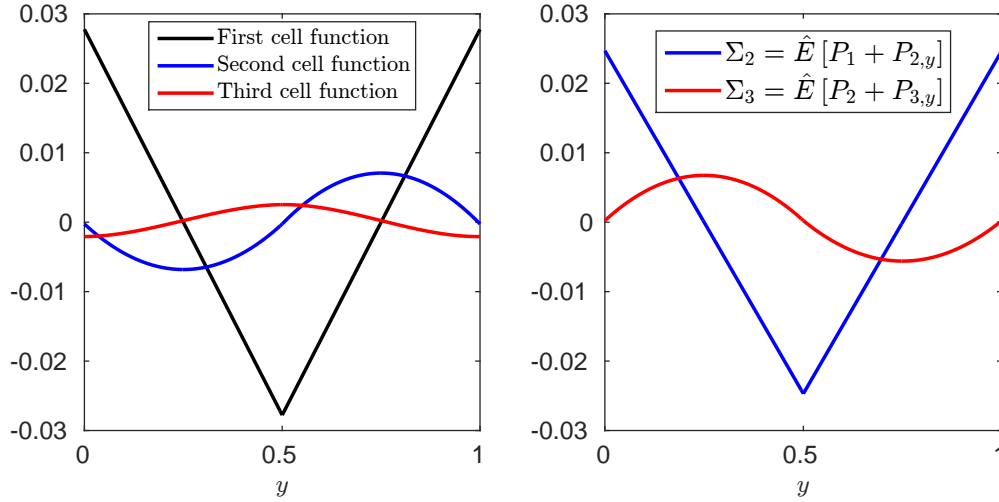 0.03
0.02
0.01
0
-0.01
-0.02
-0.03
0
0.5
1
y
First cell function
Second cell function
Third cell function
0.03
0.02
0.01
0
-0.01
-0.02
-0.03
0
0.5
1
y
Σ₂ = Ê [P₁ + P₂,y]
Σ₃ = Ê [P₂ + P₃,y]